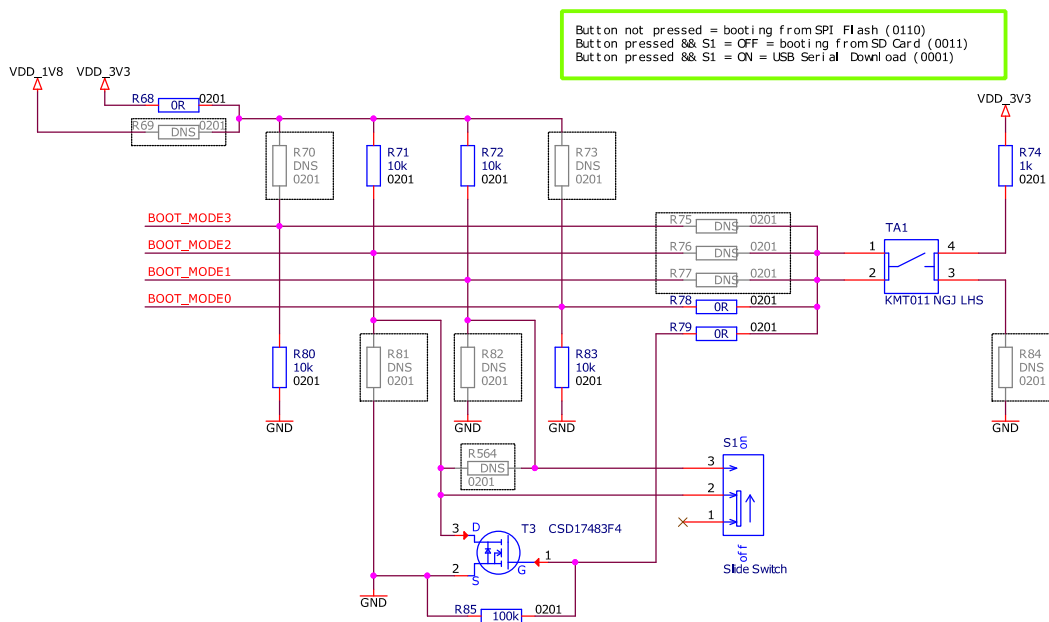 Button not pressed = booting from SPI Flash (0110)
Button pressed && S1 = OFF = booting from SD Card (0011)
Button pressed && S1 = ON = USB Serial Download (0001)
VDD_1V8
VDD_3V3
VDD_3V3
R68
0R
0201
R69
DNS
0201
R70
DNS
0201
R71
10k
0201
R72
10k
0201
R73
DNS
0201
R74
1k
0201
BOOT_MODE3
BOOT_MODE2
BOOT_MODE1
BOOT_MODE0
R75
DNS
0201
R76
DNS
0201
R77
DNS
0201
R78
0R
0201
R79
0R
0201
TA1
1
2
4
3
KMT011 NGJ LHS
R80
10k
0201
R81
DNS
0201
R82
DNS
0201
R83
10k
0201
R84
DNS
0201
GND
GND
GND
R564
DNS
0201
S1
on
3
2
1
off
Slide Switch
3
D
T3
CSD17483F4
2
S
G
1
GND
R85
100k
0201